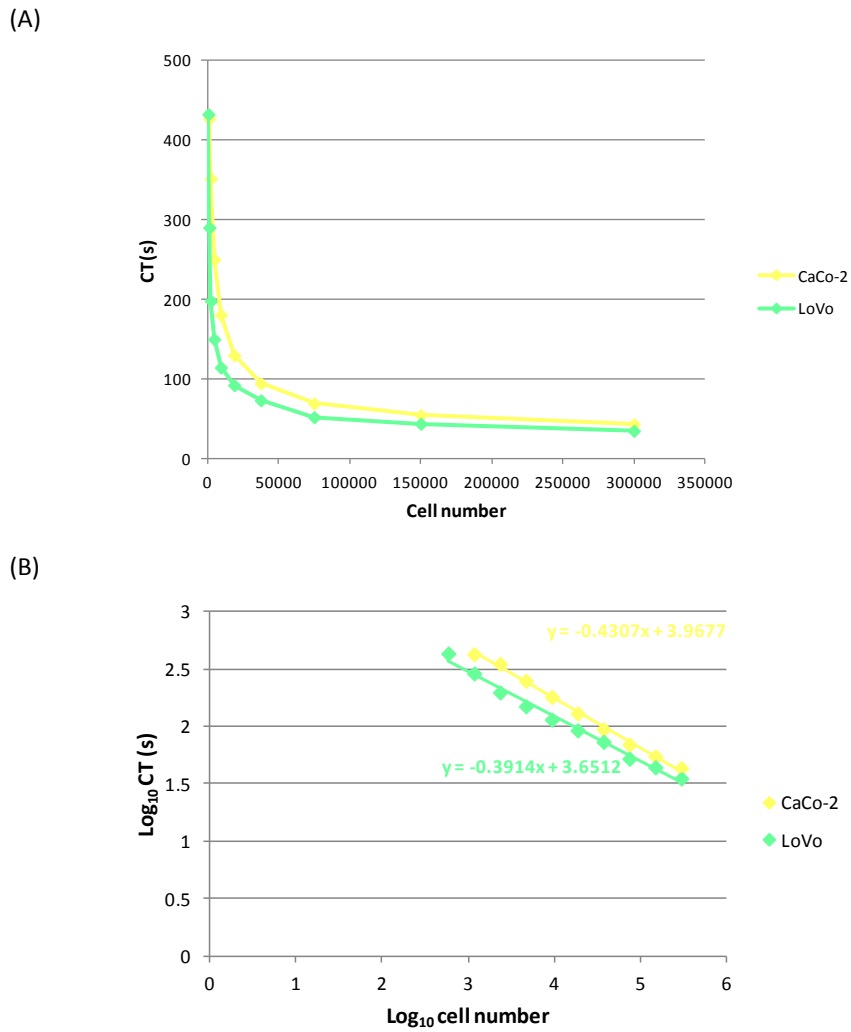 (A)
500
400
300
200
100
0
CT(s)
0 50000 100000 150000 200000 250000 300000 350000
Cell number
CaCo-2
LoVo
(B)
3
2.5
2
1.5
1
0.5
0
Log10 CT (s)
y = -0.4307x + 3.9677
y = -0.3914x + 3.6512
0 1 2 3 4 5 6
Log10 cell number
CaCo-2
LoVo